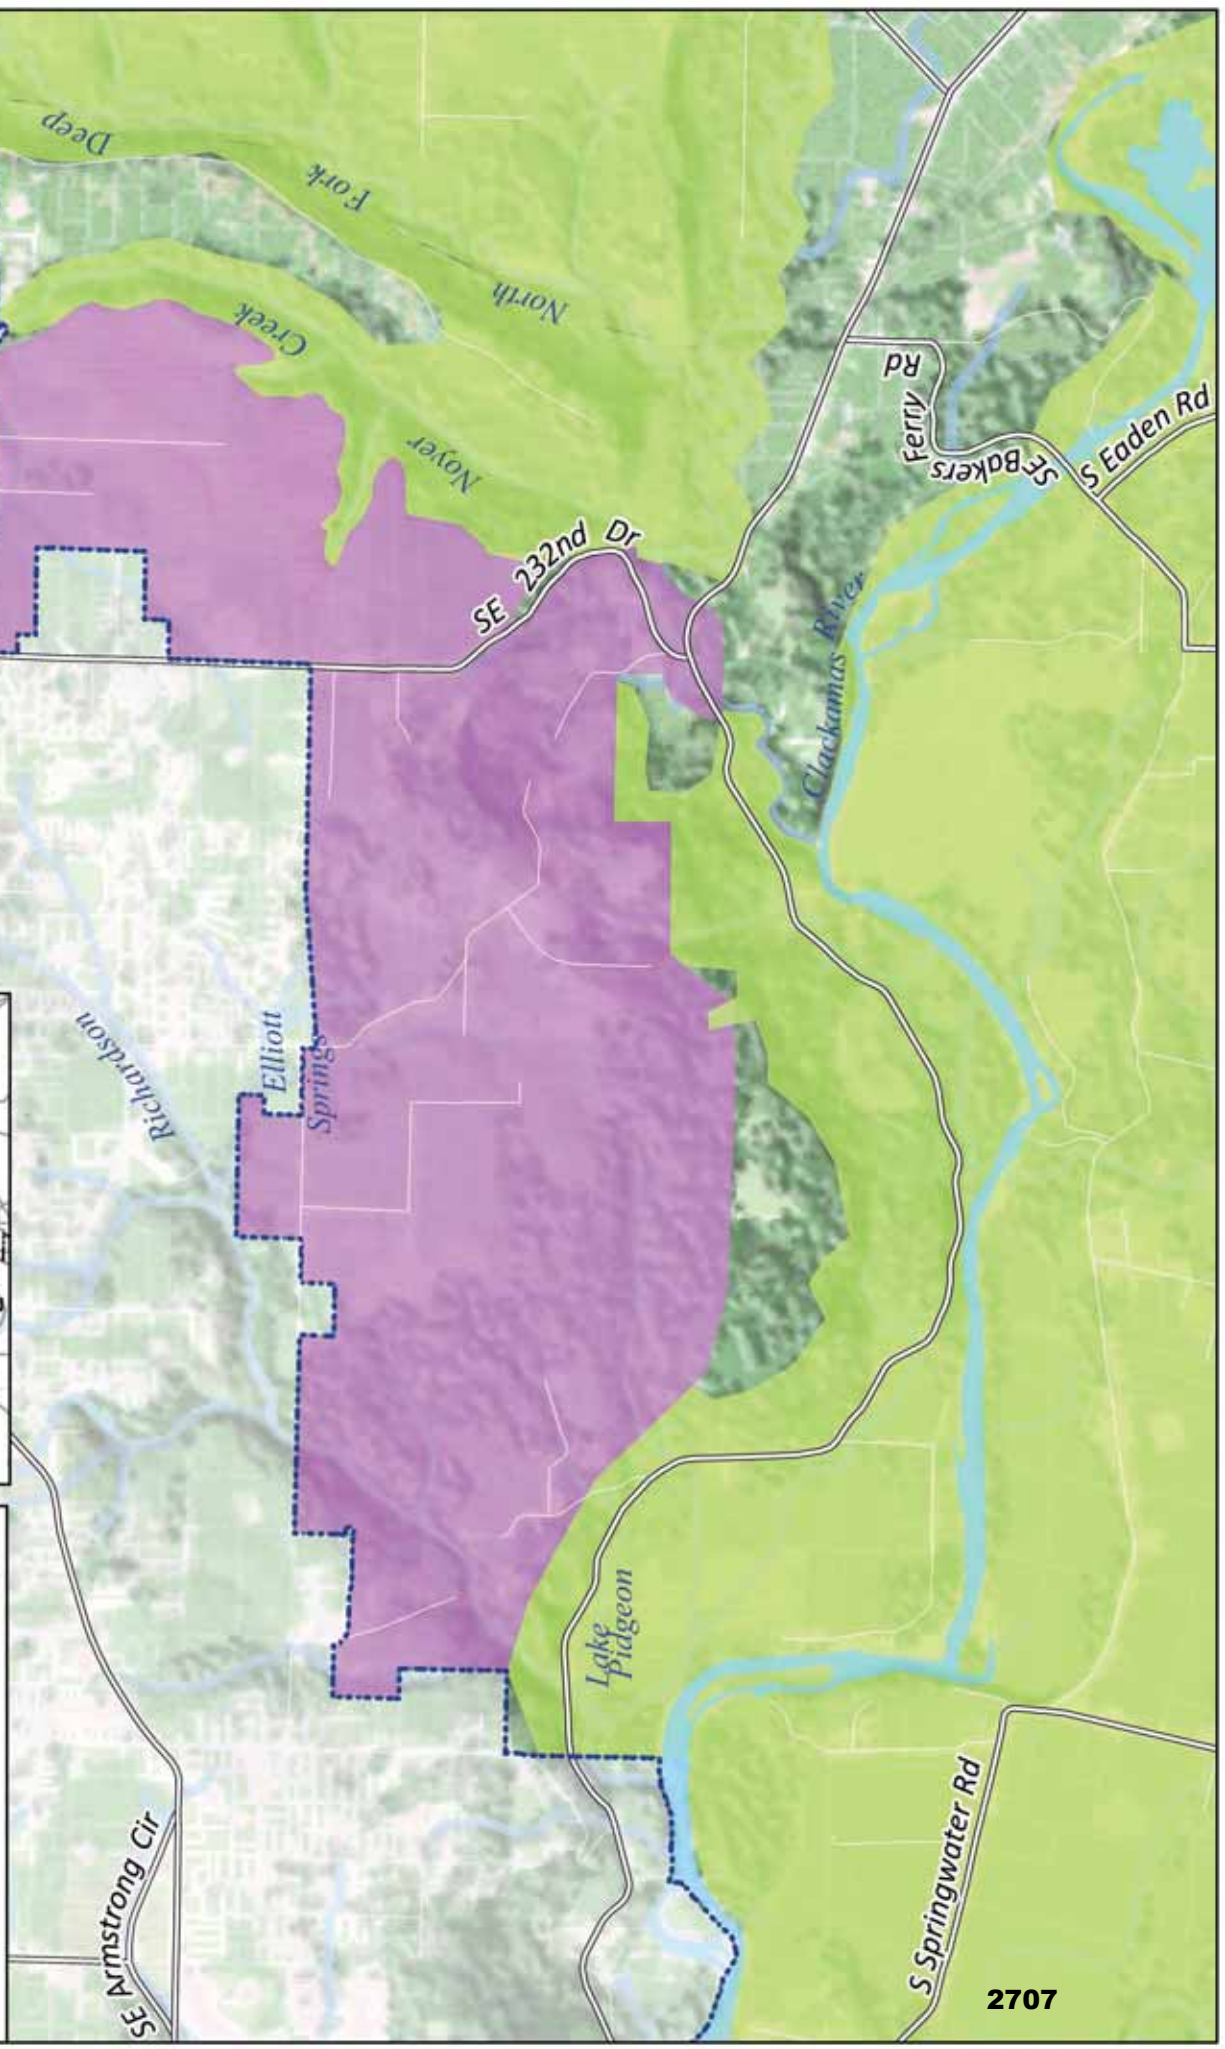 Deep
Fork
North
Creek
Noyer
SE 232nd Dr
SE Bakers Ferry Rd
S Eaden Rd
Clackamas River
Richardson
Elliott
Springs
Lake
Pidgeon
SE Armstrong Cir
S Springwater Rd
2707